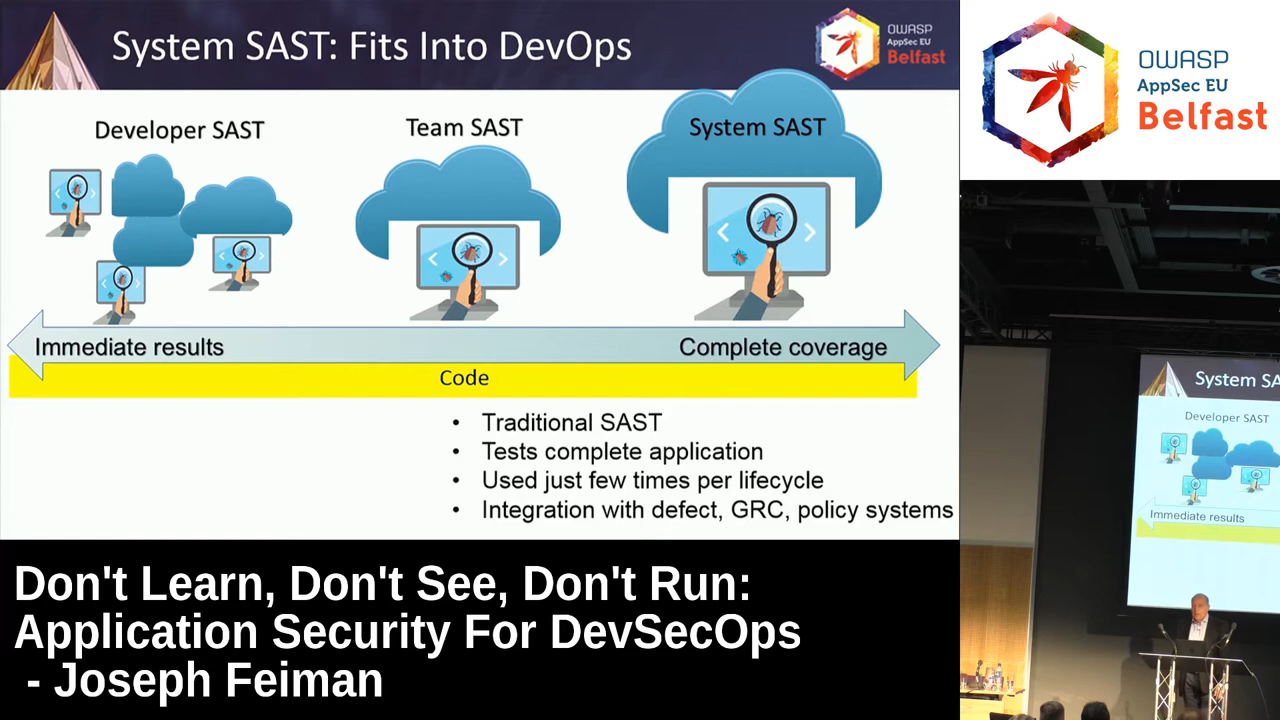 System SAST: Fits Into DevOps
OWASP
AppSec EU
Belfast
Developer SAST
Team SAST
System SAST
Immediate results
Complete coverage
Code
• Traditional SAST
• Tests complete application
• Used just few times per lifecycle
• Integration with defect, GRC, policy systems
OWASP
AppSec EU
Belfast
System SA
Developer SAST
Immediate results
Don't Learn, Don't See, Don't Run:
Application Security For DevSecOps
- Joseph Feiman